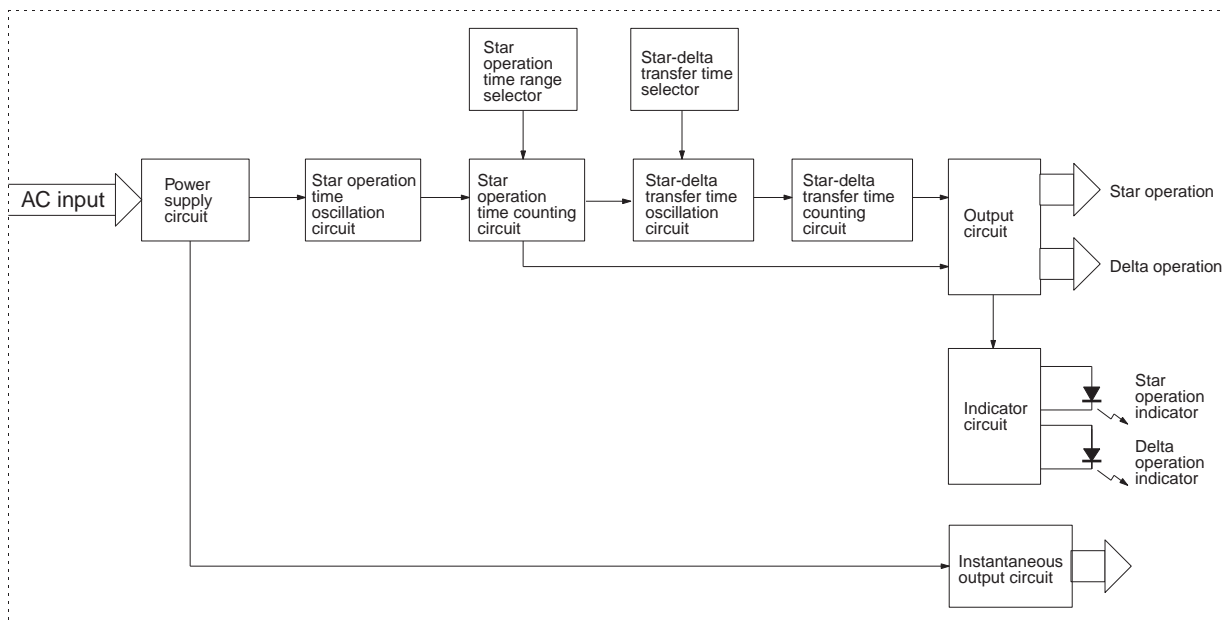 Star
operation
time range
selector
Star-delta
transfer time
selector
AC input
Power
supply
circuit
Star operation
time
oscillation
circuit
Star
operation
time counting
circuit
Star-delta
transfer time
oscillation circuit
Star-delta
transfer time
counting
circuit
Output
circuit
Star operation
Delta operation
Indicator
circuit
Star
operation
indicator
Delta
operation
indicator
Instantaneous
output circuit